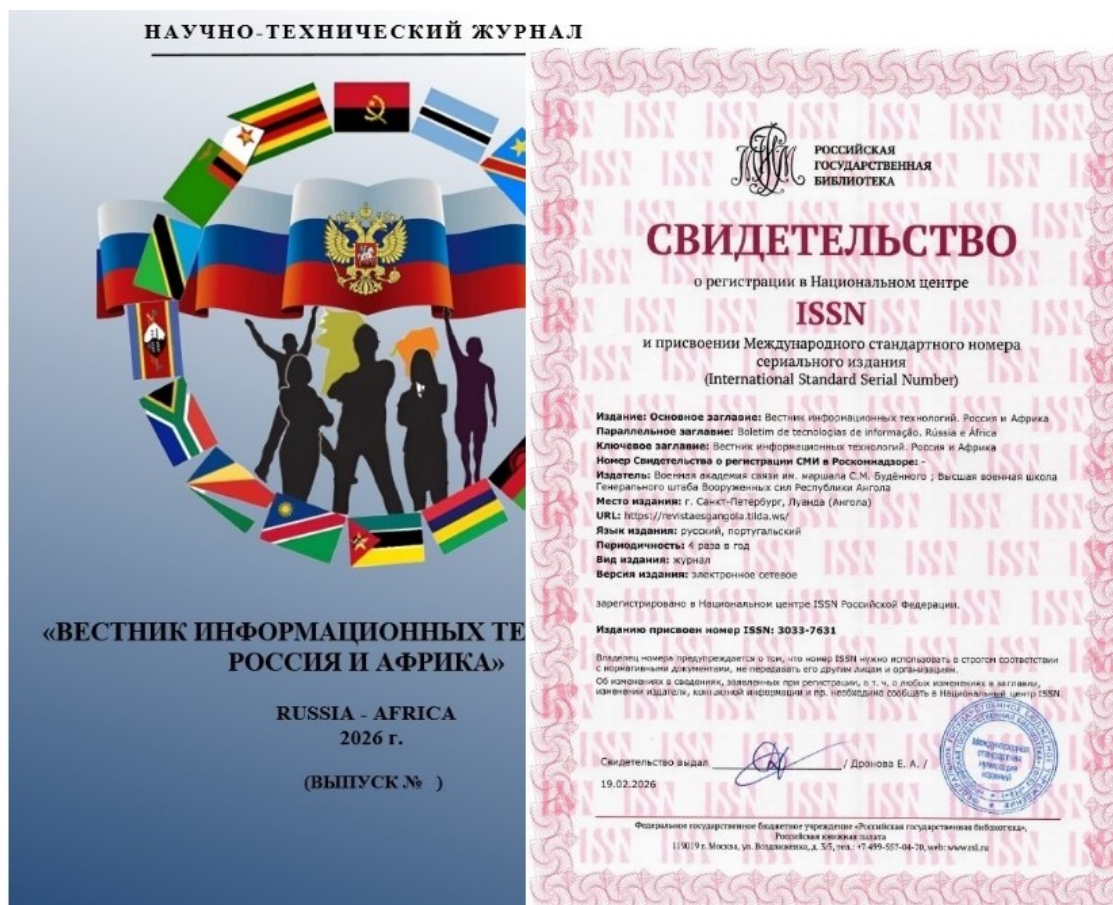 НАУЧНО-ТЕХНИЧЕСКИЙ ЖУРНАЛ
«ВЕСТНИК ИНФОРМАЦИОННЫХ ТЕ
РОССИЯ И АФРИКА»
RUSSIA - AFRICA
2026 г.
(ВЫПУСК № )
РОССИЙСКАЯ
ГОСУДАРСТВЕННАЯ
БИБЛИОТЕКА
СВИДЕТЕЛЬСТВО
о регистрации в Национальном центре
ISSN
и присвоении Международного стандартного номера
сериального издания
(International Standard Serial Number)
Издание: Основное заглавие: Вестник информационных технологий. Россия и Африка
Параллельное заглавие: Boletim de tecnologias de informação. Rússia e África
Ключевое заглавие: Вестник информационных технологий. Россия и Африка
Номер Свидетельства о регистрации СМИ в Роскомнадзоре: -
Издатель: Военная академия связи им. маршала С.М. Будённого ; Высшая военная школа
Генерального штаба Вооруженных сил Республики Ангола
Место издания: г. Санкт-Петербург, Луанда (Ангола)
URL: https://revistaesgangola.tilda.ws/
Язык издания: русский, португальский
Периодичность: 4 раза в год
Вид издания: журнал
Версия издания: электронное сетевое
зарегистрировано в Национальном центре ISSN Российской Федерации.
Изданию присвоен номер ISSN: 3033-7631
Владелец номера предупреждается о том, что номер ISSN нужно использовать в строгом соответствии
с нормативными документами, не передавать его другим лицам и организациям.
Об изменениях в сведениях, заявленных при регистрации, в т. ч. о любых изменениях в заглавии,
изменении издателя, контактной информации и пр. необходимо сообщать в Национальный центр ISSN
Свидетельство выдал / Дронова Е. А. /
19.02.2026
Международная
стандартная
нумерация
изданий
Федеральное государственное бюджетное учреждение «Российская государственная библиотека»,
Российская книжная палата
119019 г. Москва, ул. Воздвиженка, д. 3/5, тел.: +7 499-557-04-70, web: www.rsl.ru